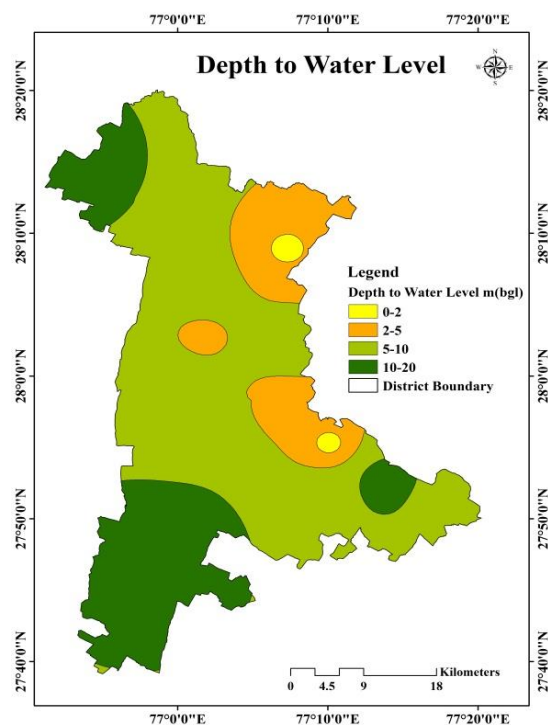 77°0'0"E 77°10'0"E 77°20'0"E
Depth to Water Level
N
W E
S
28°20'0"N 28°20'0"N
28°10'0"N 28°10'0"N
Legend
Depth to Water Level m(bgl)
0-2
2-5
5-10
10-20
District Boundary
28°0'0"N 28°0'0"N
27°50'0"N 27°50'0"N
27°40'0"N 27°40'0"N
Kilometers
0 4.5 9 18
77°0'0"E 77°10'0"E 77°20'0"E